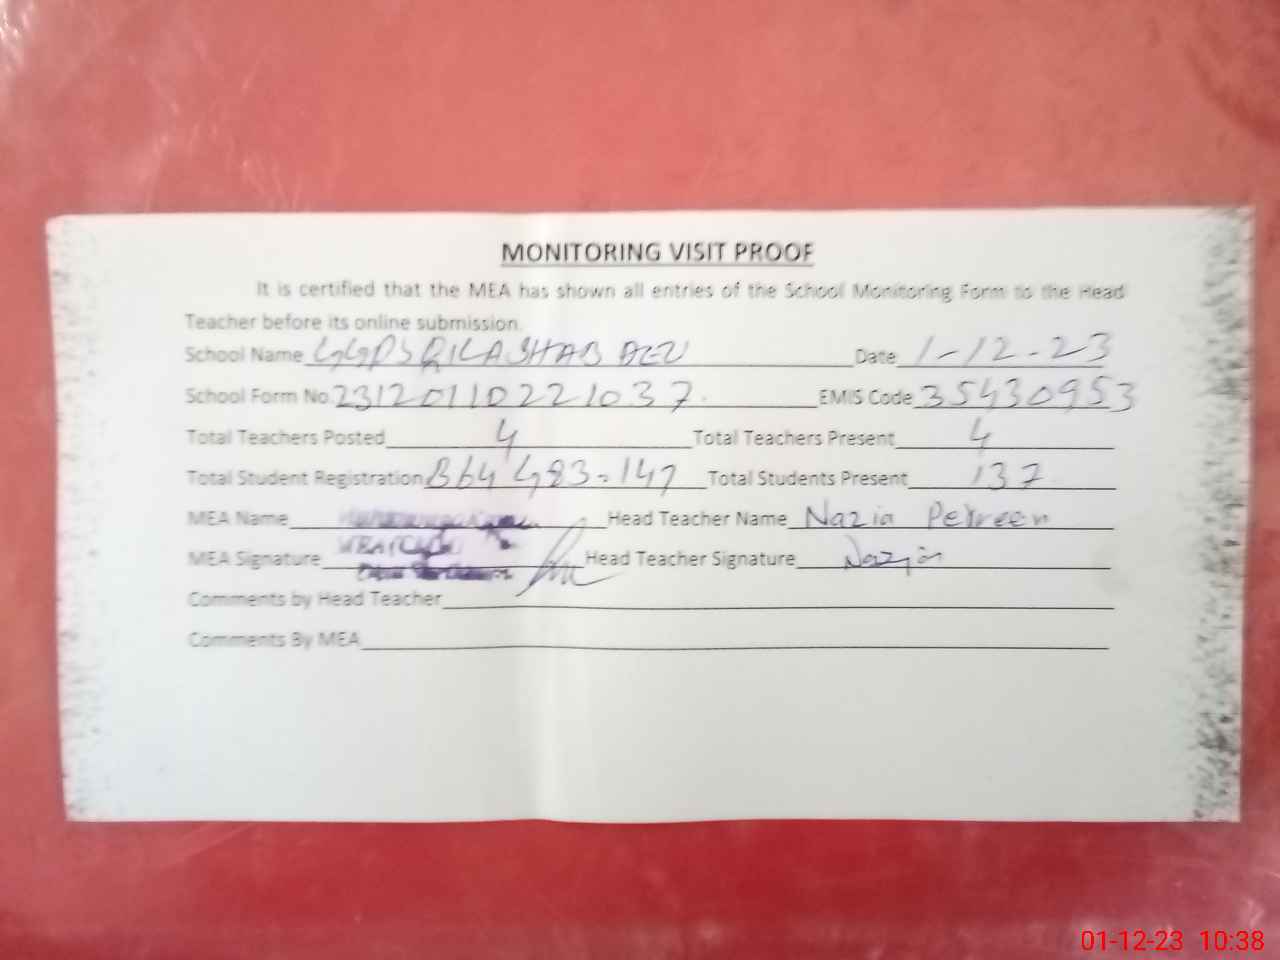 MONITORING VISIT PROOF
It is certified that the MEA has shown all entries of the School Monitoring Form to the Head
Teacher before its online submission.
School Name GGPS QILA SHAB DEU Date 1-12-23
School Form No. 23120110221037. EMIS Code 35430953
Total Teachers Posted 4 Total Teachers Present 4
Total Student Registration B64 G83=147 Total Students Present 137
MEA Name Head Teacher Name Nazia Perveen
MEA Signature Head Teacher Signature Nazia
Comments by Head Teacher
Comments By MEA
01-12-23 10:38